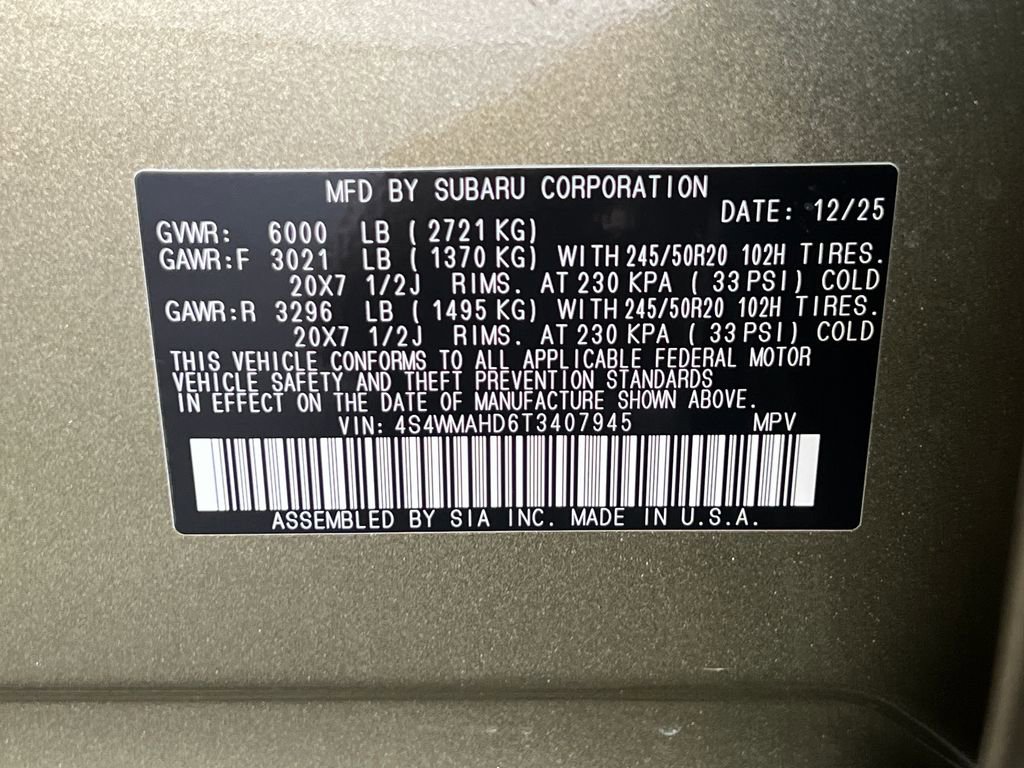 MFD BY SUBARU CORPORATION
DATE: 12/25
GVWR: 6000 LB ( 2721 KG)
GAWR:F 3021 LB ( 1370 KG) WITH 245/50R20 102H TIRES.
20X7 1/2J RIMS. AT 230 KPA ( 33 PSI) COLD
GAWR:R 3296 LB ( 1495 KG) WITH 245/50R20 102H TIRES.
20X7 1/2J RIMS. AT 230 KPA ( 33 PSI) COLD
THIS VEHICLE CONFORMS TO ALL APPLICABLE FEDERAL MOTOR
VEHICLE SAFETY AND THEFT PREVENTION STANDARDS
IN EFFECT ON THE DATE OF MANUFACTURE SHOWN ABOVE.
VIN: 4S4WMAHD6T3407945 MPV
ASSEMBLED BY SIA INC. MADE IN U.S.A.